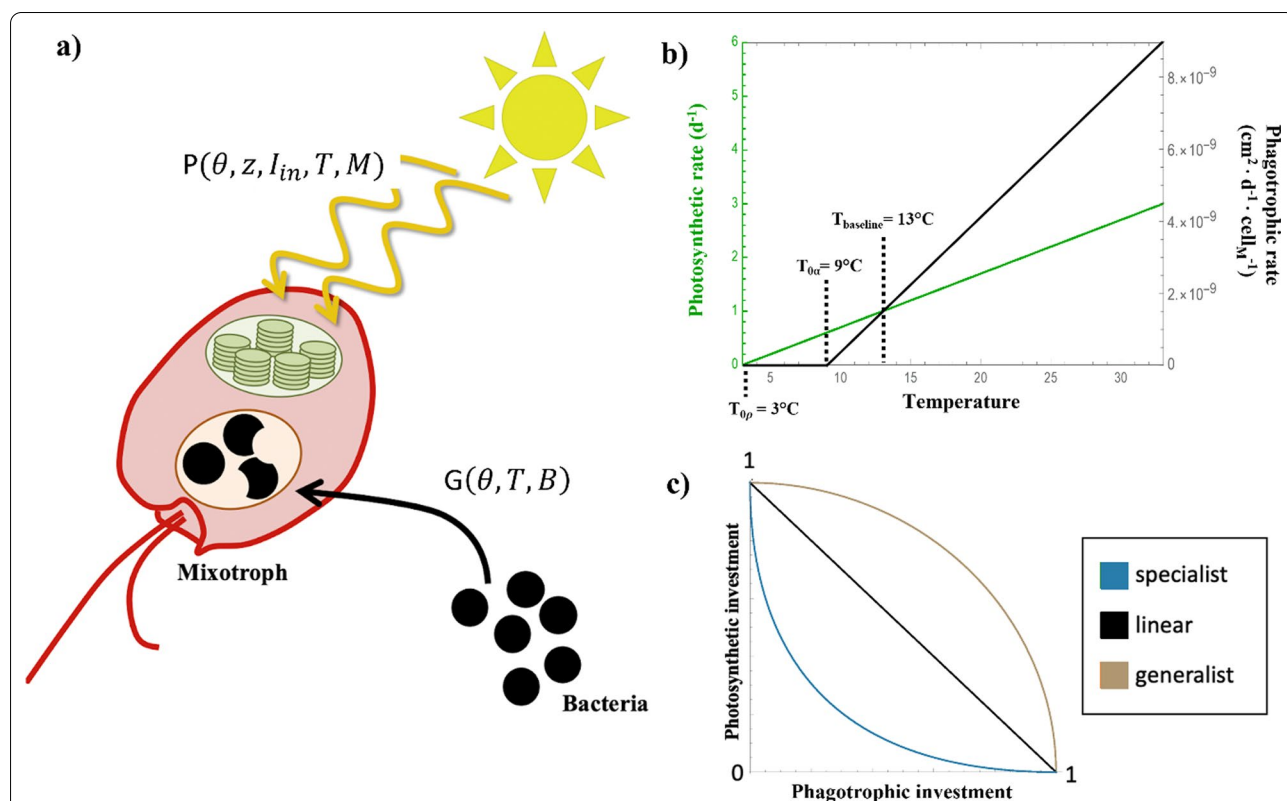 a)
P(θ, z, I_in, T, M)
G(θ, T, B)
Mixotroph
Bacteria
b)
Photosynthetic rate (d⁻¹)
6
5
4
3
2
1
0
T_baseline = 13°C
T_0α = 9°C
T_0ρ = 3°C
5
10
15
20
25
30
Temperature
8.×10⁻⁹
6.×10⁻⁹
4.×10⁻⁹
2.×10⁻⁹
0
Phagotrophic rate
(cm² · d⁻¹ · cell_M⁻¹)
c)
1
Photosynthetic investment
0
1
Phagotrophic investment
specialist
linear
generalist